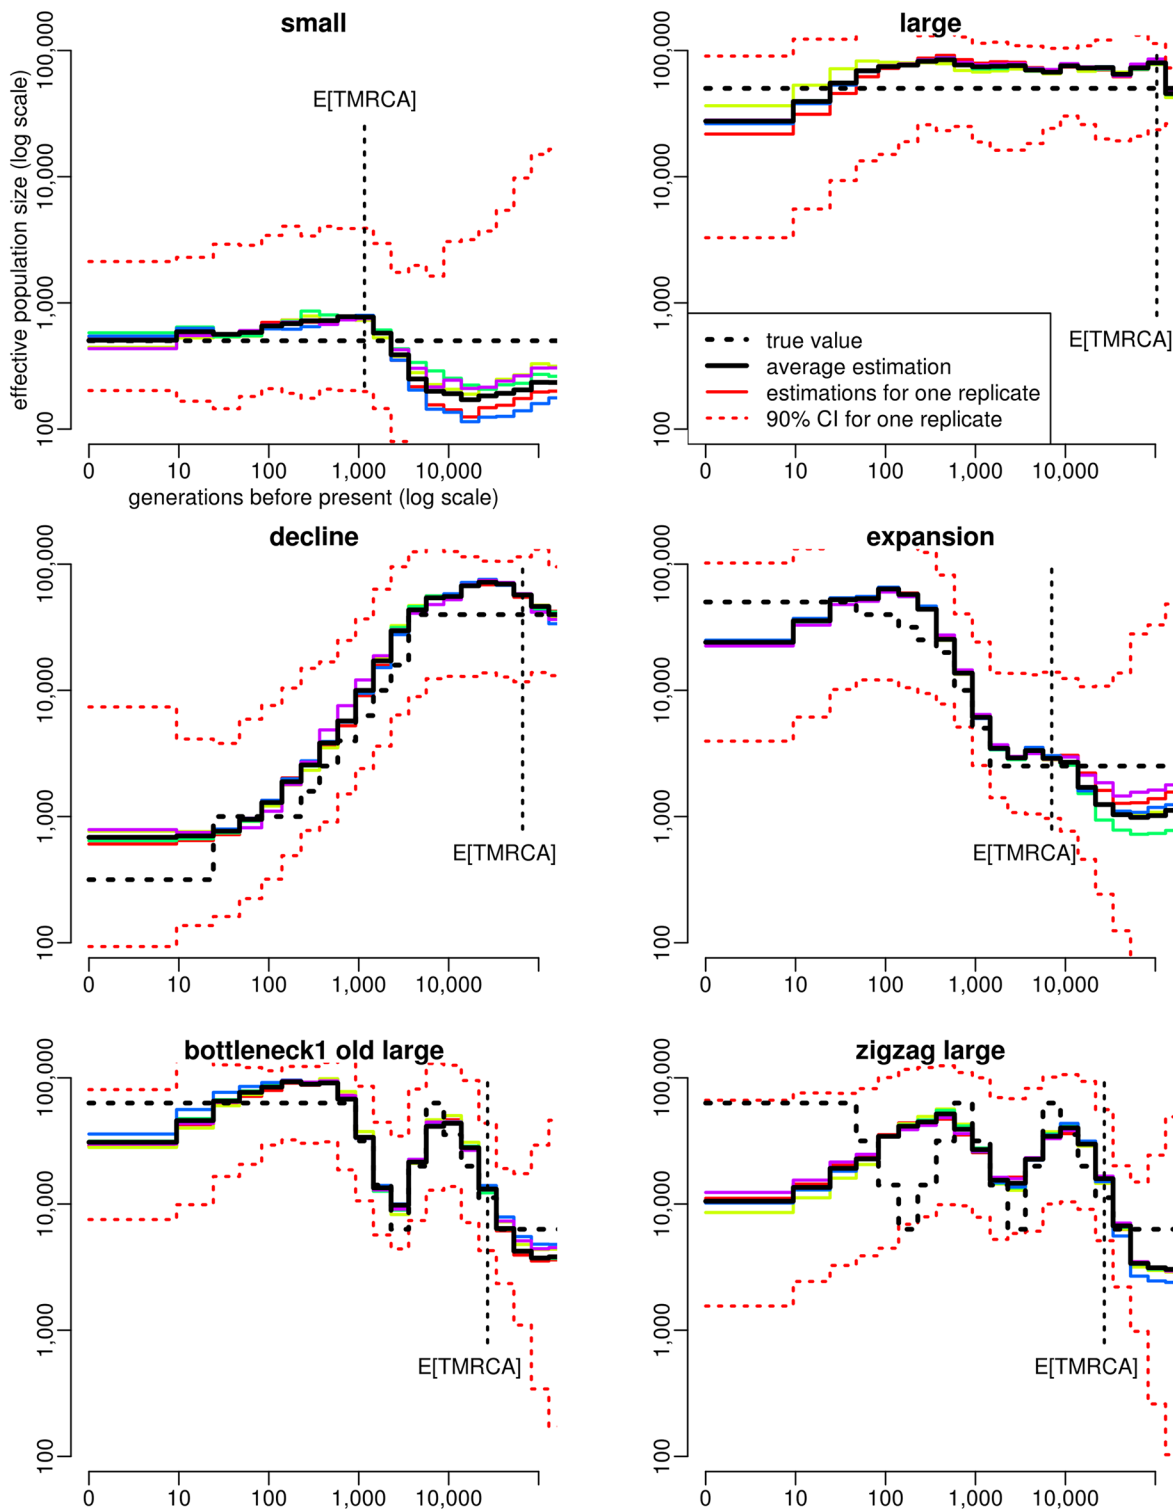 small
effective population size (log scale)
100,000
10,000
1,000
100
E[TMRCA]
0 10 100 1,000 10,000
generations before present (log scale)
large
100,000
10,000
1,000
100
E[TMRCA]
true value
average estimation
estimations for one replicate
90% CI for one replicate
0 10 100 1,000 10,000
decline
100,000
10,000
1,000
100
E[TMRCA]
0 10 100 1,000 10,000
expansion
100,000
10,000
1,000
100
E[TMRCA]
0 10 100 1,000 10,000
bottleneck1 old large
100,000
10,000
1,000
100
E[TMRCA]
0 10 100 1,000 10,000
zigzag large
100,000
10,000
1,000
100
E[TMRCA]
0 10 100 1,000 10,000